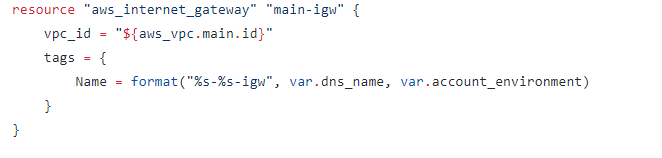 resource "aws_internet_gateway" "main-igw" {
    vpc_id = "${aws_vpc.main.id}"
    tags = {
        Name = format("%s-%s-igw", var.dns_name, var.account_environment)
    }
}